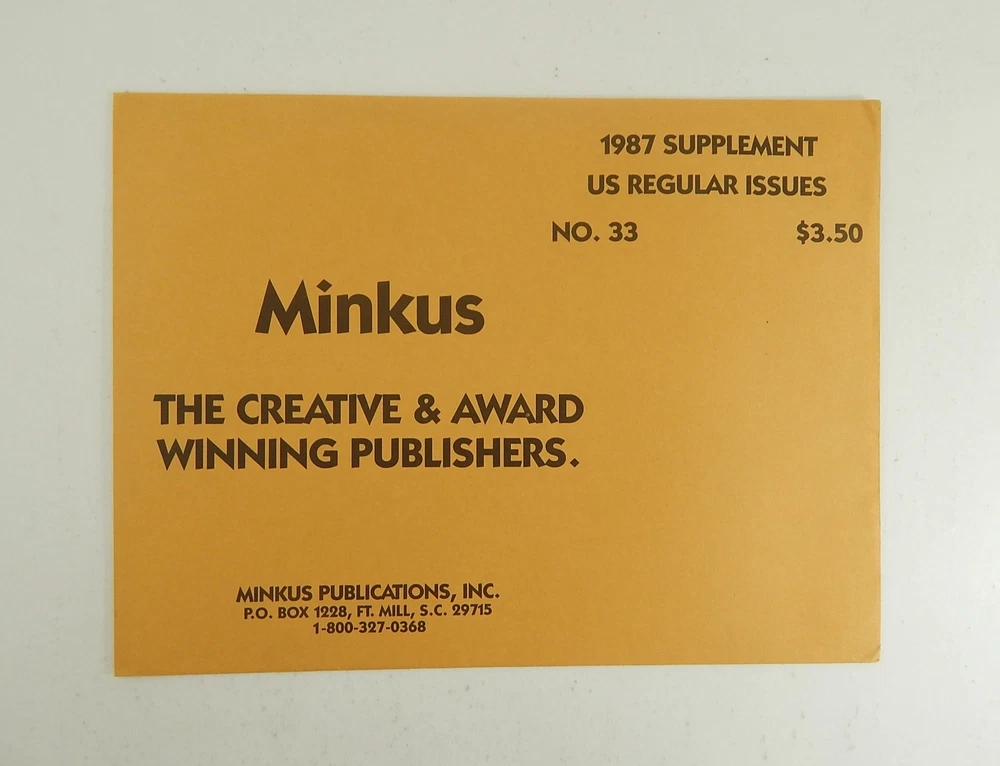 1987 SUPPLEMENT
US REGULAR ISSUES
NO. 33 $3.50
Minkus
THE CREATIVE & AWARD
WINNING PUBLISHERS.
MINKUS PUBLICATIONS, INC.
P.O. BOX 1228, FT. MILL, S.C. 29715
1-800-327-0368